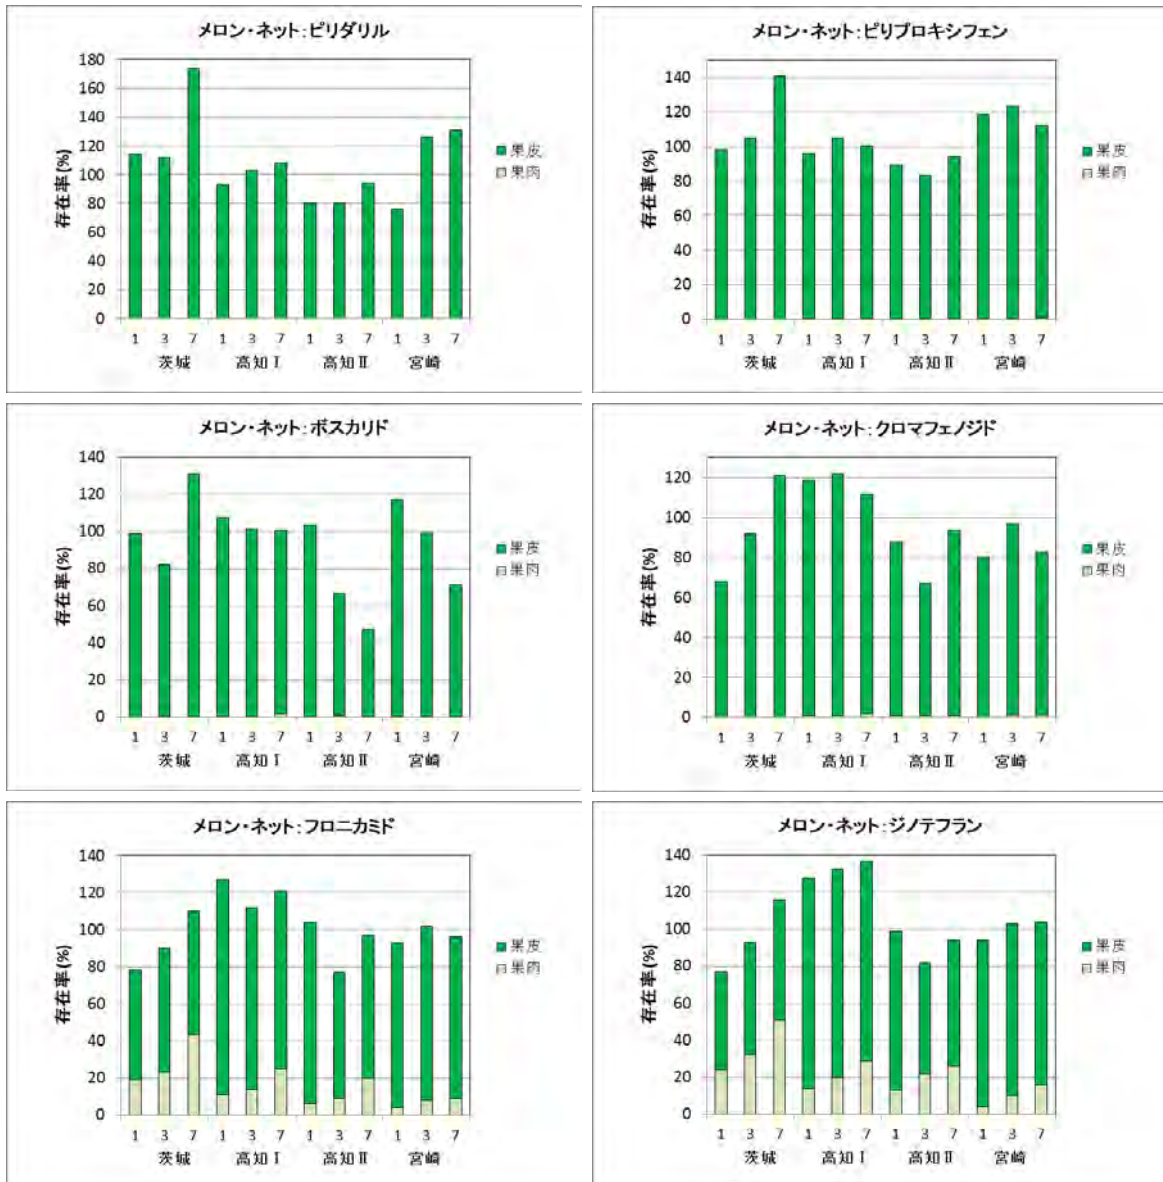 メロン・ネット:ピリダリル
存在率(%)
180
160
140
120
100
80
60
40
20
0
1 3 7 1 3 7 1 3 7 1 3 7
茨城 高知Ⅰ 高知Ⅱ 宮崎
果皮
果肉
メロン・ネット:ピリプロキシフェン
存在率(%)
140
120
100
80
60
40
20
0
1 3 7 1 3 7 1 3 7 1 3 7
茨城 高知Ⅰ 高知Ⅱ 宮崎
果皮
果肉
メロン・ネット:ボスカリド
存在率(%)
140
120
100
80
60
40
20
0
1 3 7 1 3 7 1 3 7 1 3 7
茨城 高知Ⅰ 高知Ⅱ 宮崎
果皮
果肉
メロン・ネット:クロマフェノジド
存在率(%)
120
100
80
60
40
20
0
1 3 7 1 3 7 1 3 7 1 3 7
茨城 高知Ⅰ 高知Ⅱ 宮崎
果皮
果肉
メロン・ネット:フロニカミド
存在率(%)
140
120
100
80
60
40
20
0
1 3 7 1 3 7 1 3 7 1 3 7
茨城 高知Ⅰ 高知Ⅱ 宮崎
果皮
果肉
メロン・ネット:ジノテフラン
存在率(%)
140
120
100
80
60
40
20
0
1 3 7 1 3 7 1 3 7 1 3 7
茨城 高知Ⅰ 高知Ⅱ 宮崎
果皮
果肉